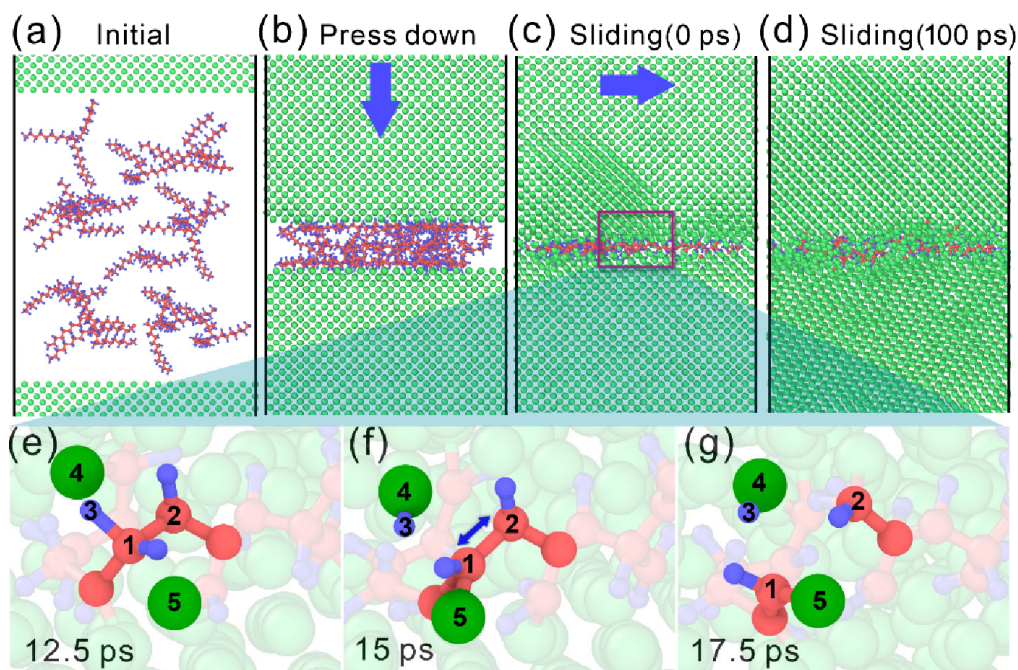 (a) Initial
(b) Press down
(c) Sliding(0 ps)
(d) Sliding(100 ps)
(e)
4
3
2
1
5
12.5 ps
(f)
4
3
2
1
5
15 ps
(g)
4
3
2
1
5
17.5 ps